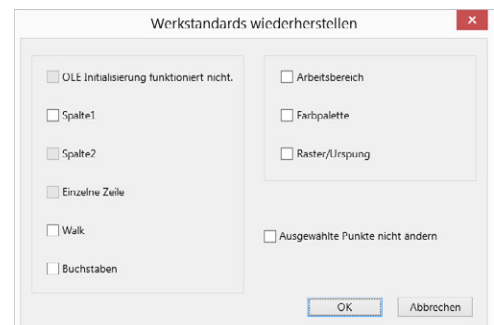 Werkstandards wiederherstellen
OLE Initialisierung funktioniert nicht.
Spalte1
Spalte2
Einzelne Zeile
Walk
Buchstaben
Arbeitsbereich
Farbpalette
Raster/Urspung
Ausgewählte Punkte nicht ändern
OK
Abbrechen